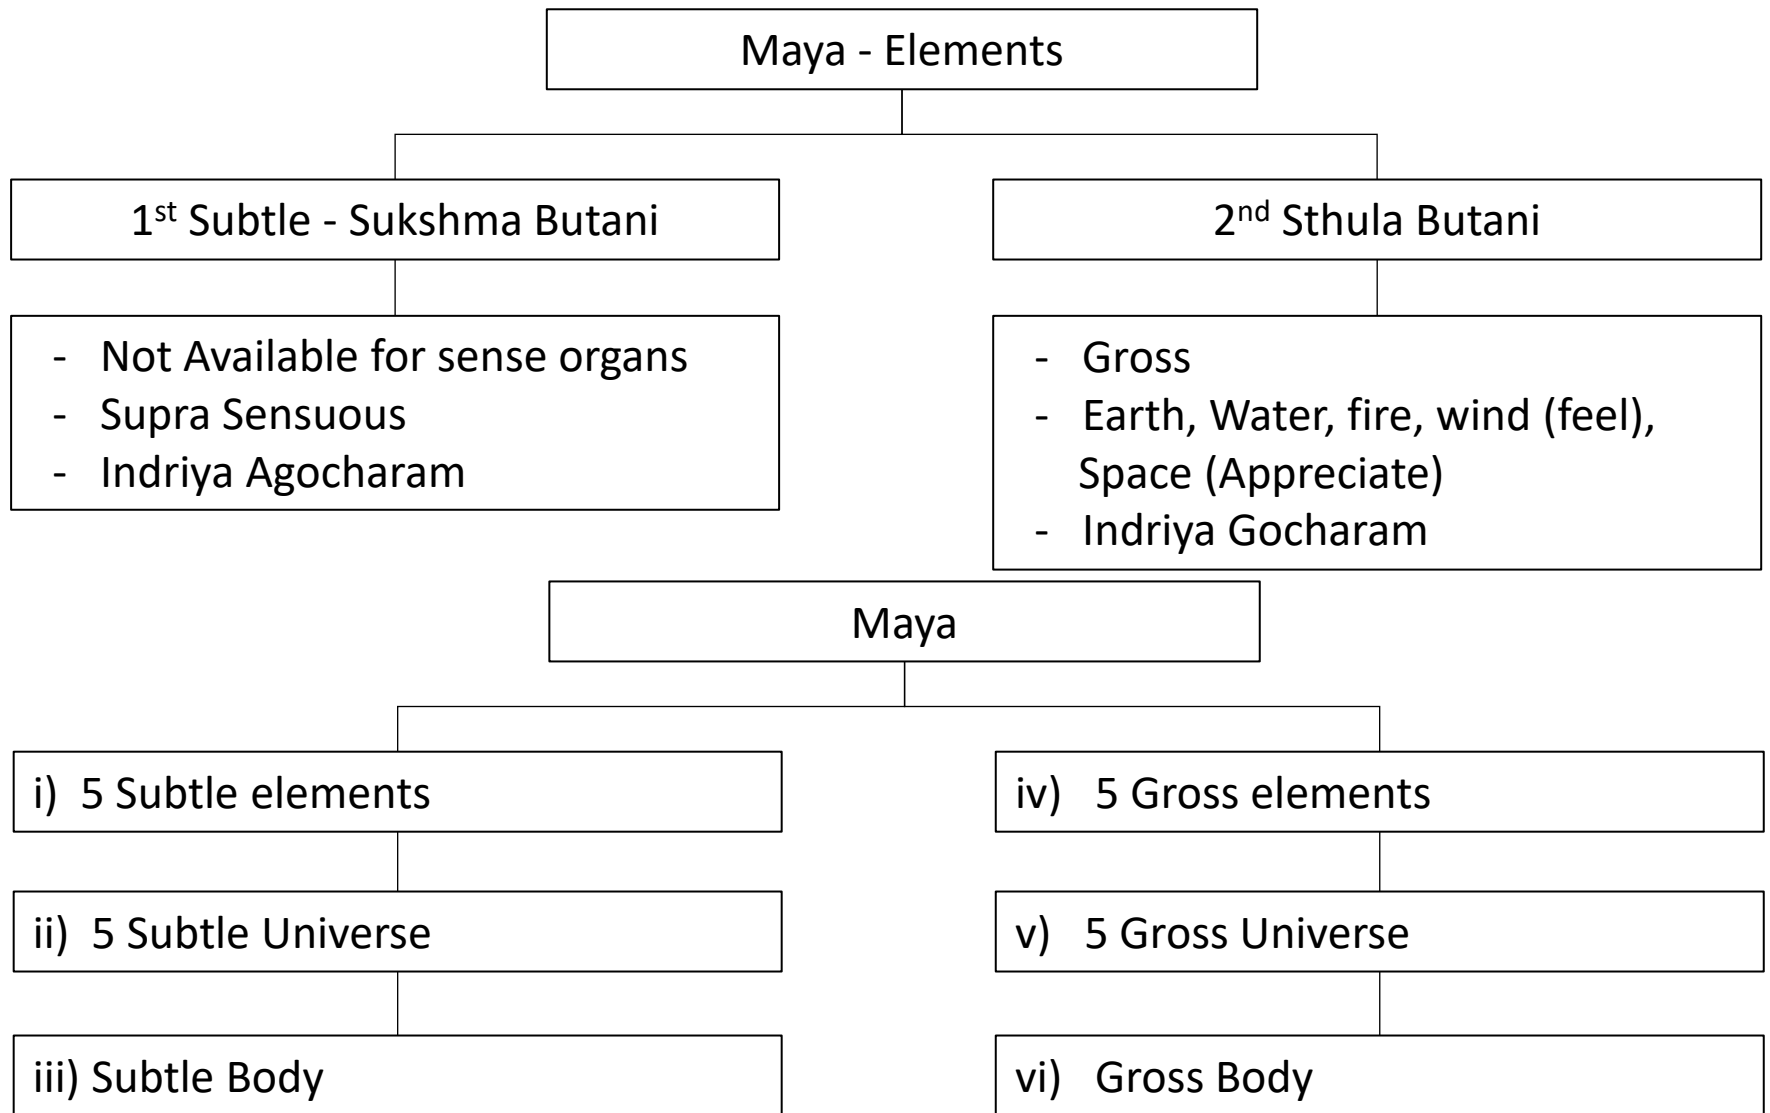 Maya - Elements
1st Subtle - Sukshma Butani
2nd Sthula Butani
- Not Available for sense organs
- Supra Sensuous
- Indriya Agocharam
- Gross
- Earth, Water, fire, wind (feel),
Space (Appreciate)
- Indriya Gocharam
Maya
i) 5 Subtle elements
iv) 5 Gross elements
ii) 5 Subtle Universe
v) 5 Gross Universe
iii) Subtle Body
vi) Gross Body